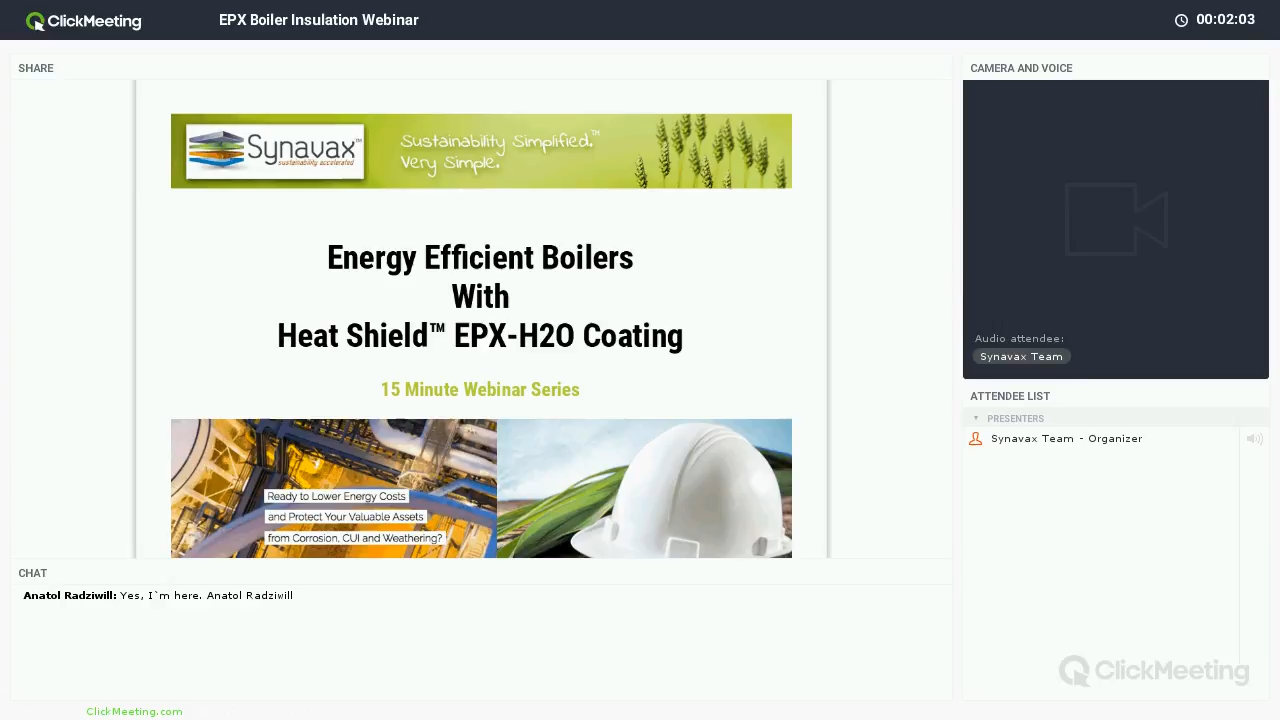 ClickMeeting
EPX Boiler Insulation Webinar
00:02:03
SHARE
Synavax™
sustainability accelerated
Sustainability Simplified.™
Very Simple.
Energy Efficient Boilers
With
Heat Shield™ EPX-H2O Coating
15 Minute Webinar Series
Ready to Lower Energy Costs
and Protect Your Valuable Assets
from Corrosion, CUI and Weathering?
CHAT
Anatol Radziwill: Yes, I`m here. Anatol Radziwill
CAMERA AND VOICE
Audio attendee:
Synavax Team
ATTENDEE LIST
PRESENTERS
Synavax Team - Organizer
ClickMeeting
ClickMeeting.com